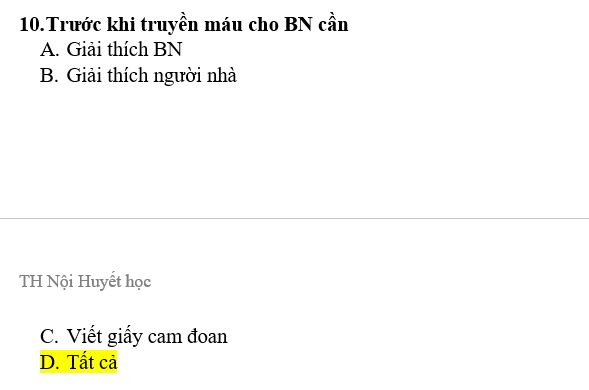 10.Trước khi truyền máu cho BN cần
A. Giải thích BN
B. Giải thích người nhà
TH Nội Huyết học
C. Viết giấy cam đoan
D. Tất cả